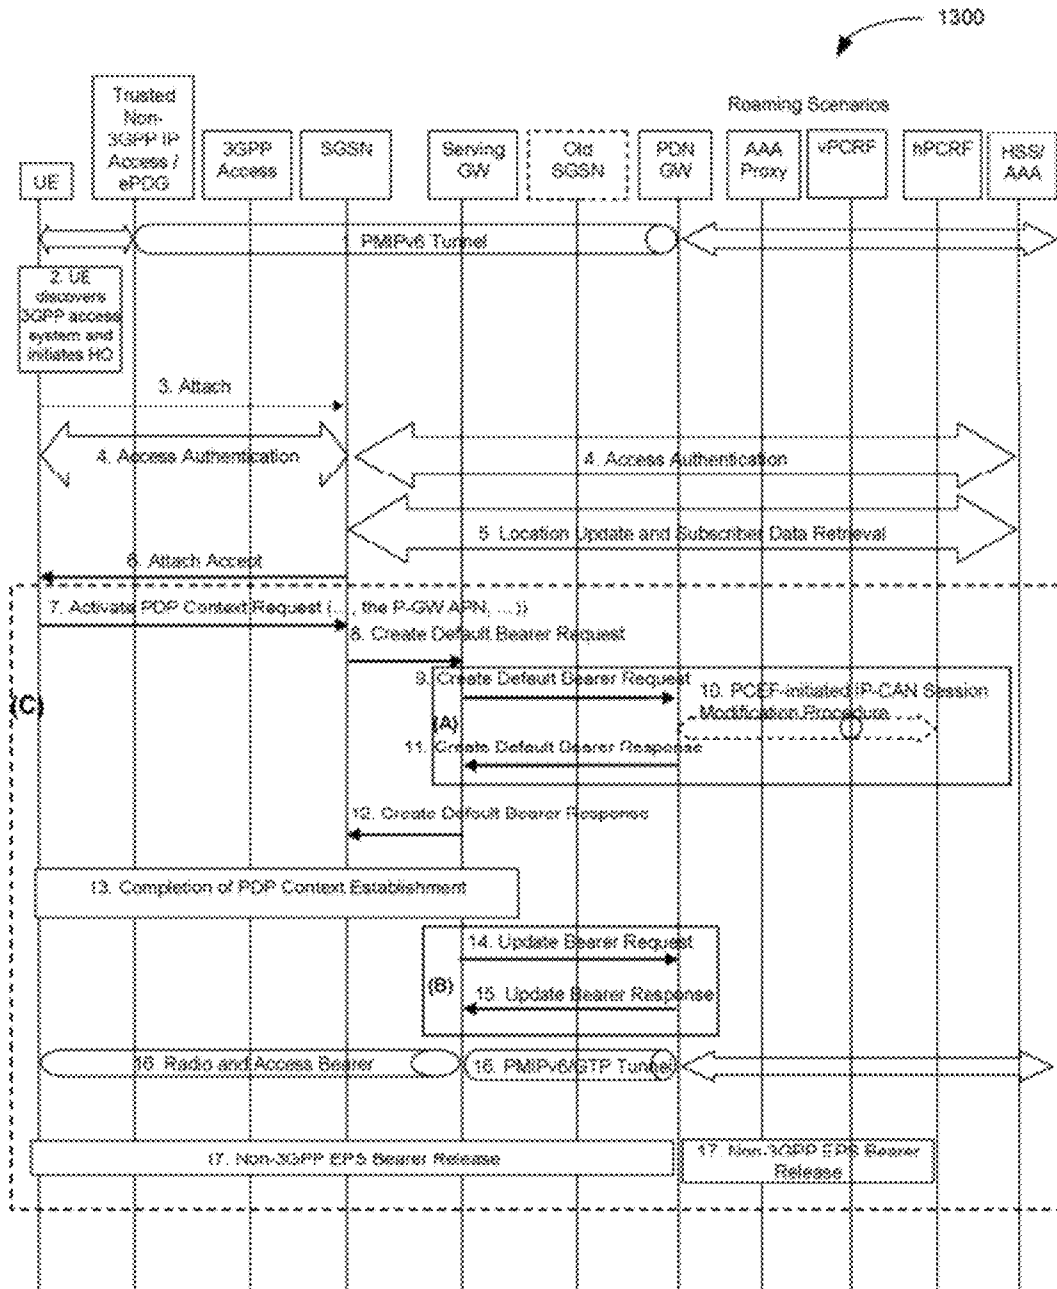 1300
Roaming Scenarios
UE
Trusted
Non-
3GPP IP
Access /
ePDG
3GPP
Access
SGSN
Serving
GW
Old
SGSN
PDN
GW
AAA
Proxy
vPCRF
hPCRF
HSS/
AAA
1. PMIPv6 Tunnel
2. UE
discovers
3GPP access
system and
initiates HO
3. Attach
4. Access Authentication
4. Access Authentication
5. Location Update and Subscriber Data Retrieval
6. Attach Accept
7. Activate PDP Context Request (..., the P-GW APN, ...))
8. Create Default Bearer Request
(C)
9. Create Default Bearer Request
10. PCEF-initiated IP-CAN Session
Modification Procedure
(A)
11. Create Default Bearer Response
12. Create Default Bearer Response
13. Completion of PDP Context Establishment
14. Update Bearer Request
(B)
15. Update Bearer Response
16. Radio and Access Bearer
16. PMIPv6/GTP Tunnel
17. Non-3GPP EPS Bearer Release
17. Non-3GPP EPS Bearer
Release